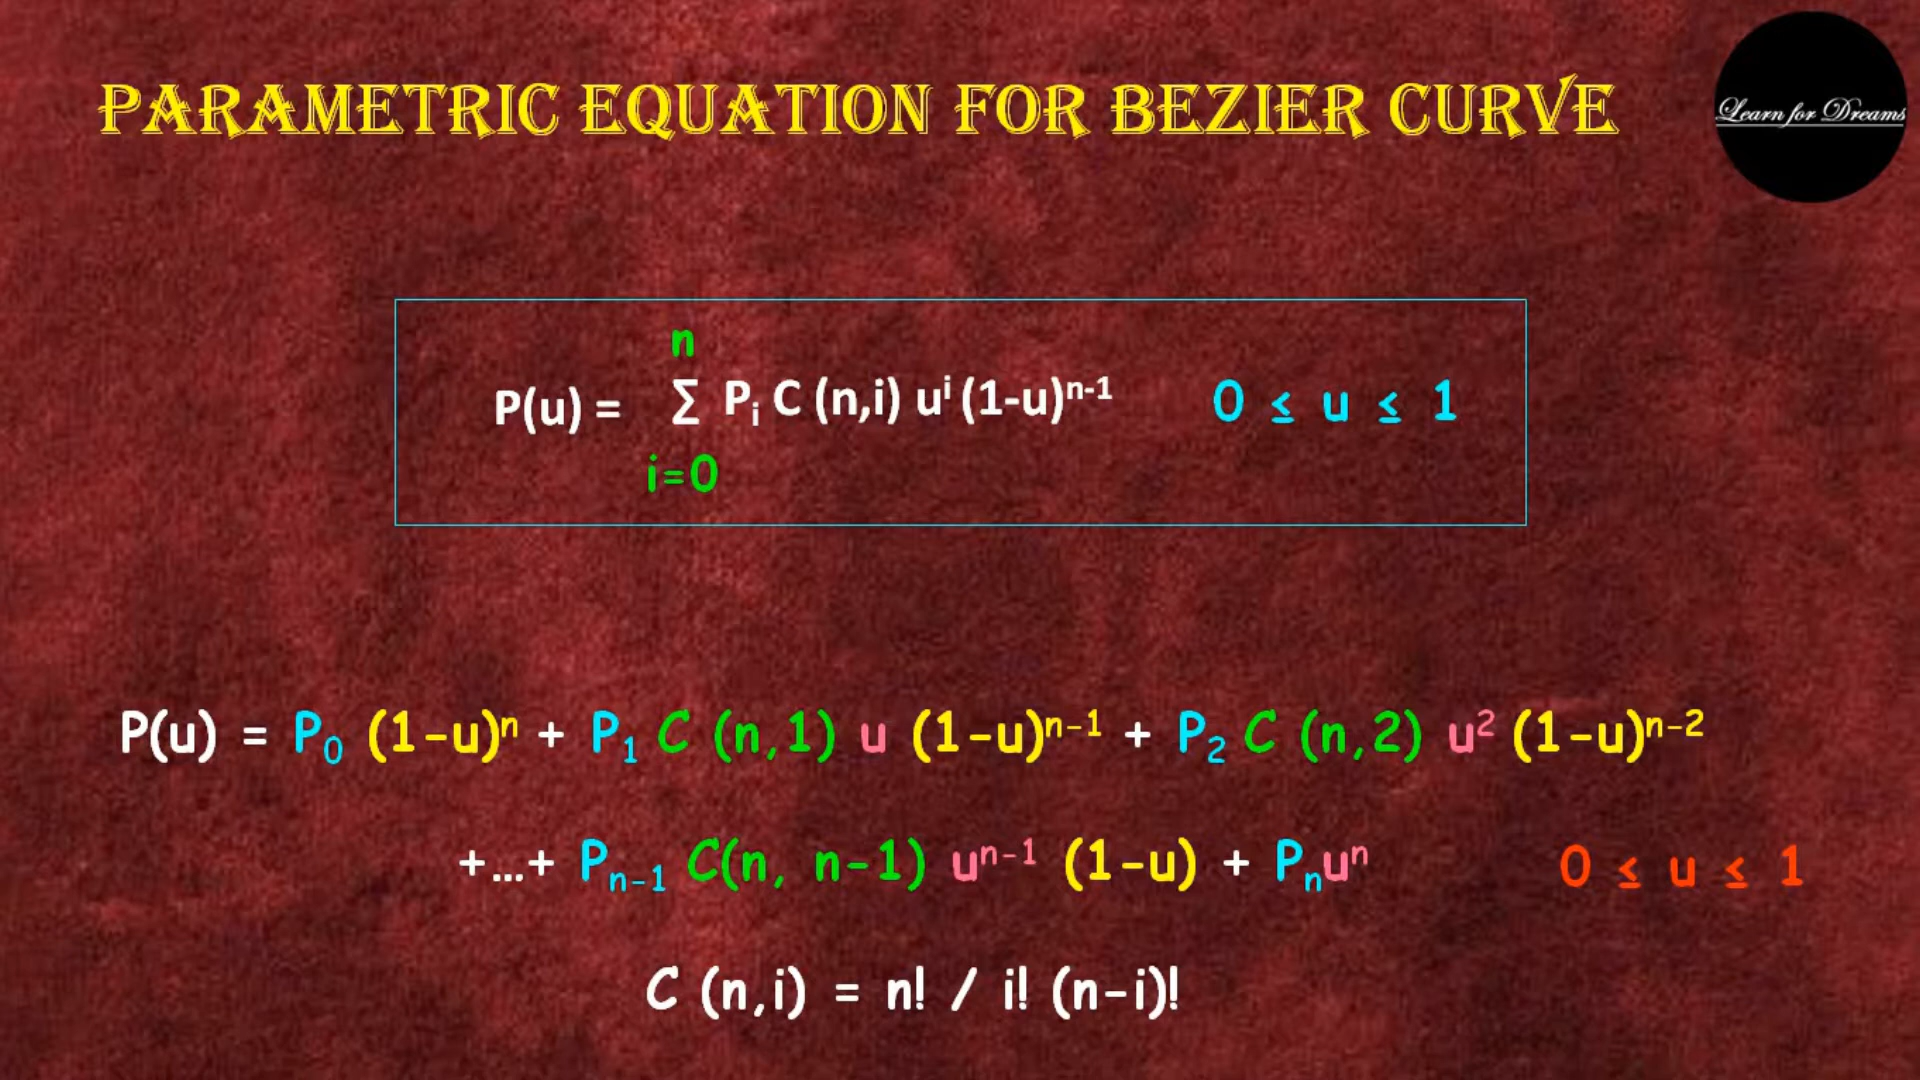 PARAMETRIC EQUATION FOR BEZIER CURVE
Learn for Dreams
n
P(u) = Σ Pᵢ C (n,i) uⁱ (1-u)ⁿ⁻¹ 0 ≤ u ≤ 1
i=0
P(u) = P₀ (1-u)ⁿ + P₁ C (n,1) u (1-u)ⁿ⁻¹ + P₂ C (n,2) u² (1-u)ⁿ⁻²
+...+ Pₙ₋₁ C(n, n-1) uⁿ⁻¹ (1-u) + Pₙuⁿ 0 ≤ u ≤ 1
C (n,i) = n! / i! (n-i)!